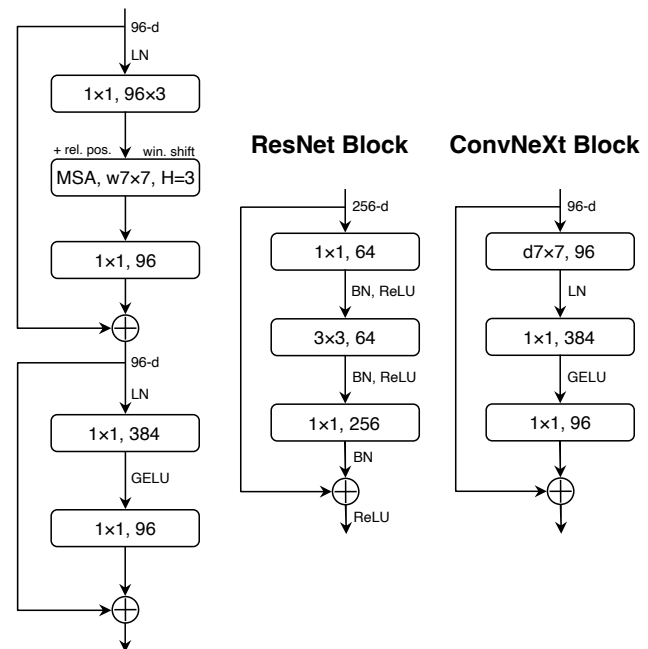 96-d
LN
1×1, 96×3
+ rel. pos. win. shift
MSA, w7×7, H=3
1×1, 96
96-d
LN
1×1, 384
GELU
1×1, 96
ResNet Block
256-d
1×1, 64
BN, ReLU
3×3, 64
BN, ReLU
1×1, 256
BN
ReLU
ConvNeXt Block
96-d
d7×7, 96
LN
1×1, 384
GELU
1×1, 96